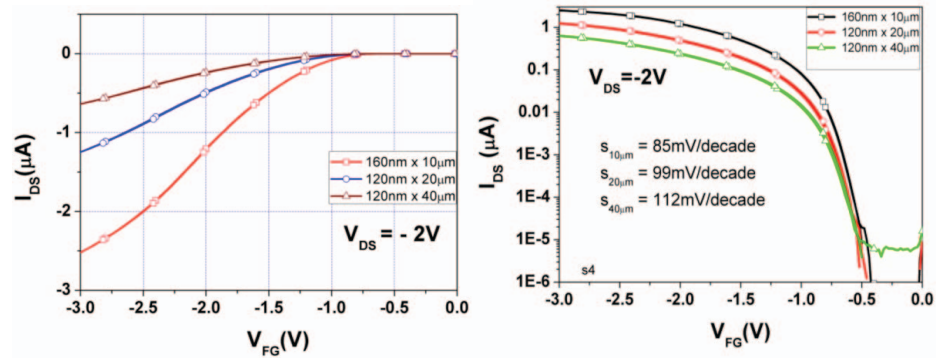 0
-1
-2
-3
I_DS(μA)
160nm x 10μm
120nm x 20μm
120nm x 40μm
V_DS = - 2V
-3.0 -2.5 -2.0 -1.5 -1.0 -0.5 0.0
V_FG(V)
1
0.1
0.01
1E-3
1E-4
1E-5
1E-6
I_DS (μA)
160nm x 10μm
120nm x 20μm
120nm x 40μm
V_DS=-2V
s_10μm = 85mV/decade
s_20μm = 99mV/decade
s_40μm = 112mV/decade
s4
-3.0 -2.5 -2.0 -1.5 -1.0 -0.5 0.0
V_FG(V)